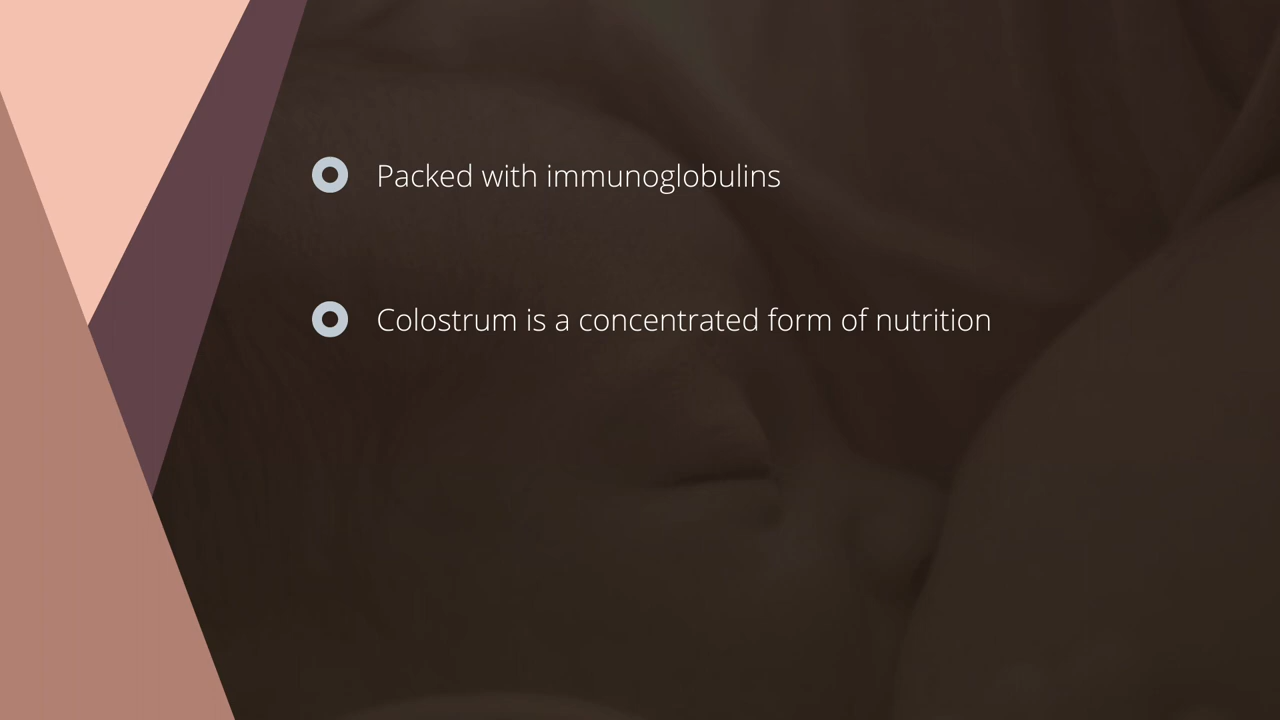 Packed with immunoglobulins
Colostrum is a concentrated form of nutrition